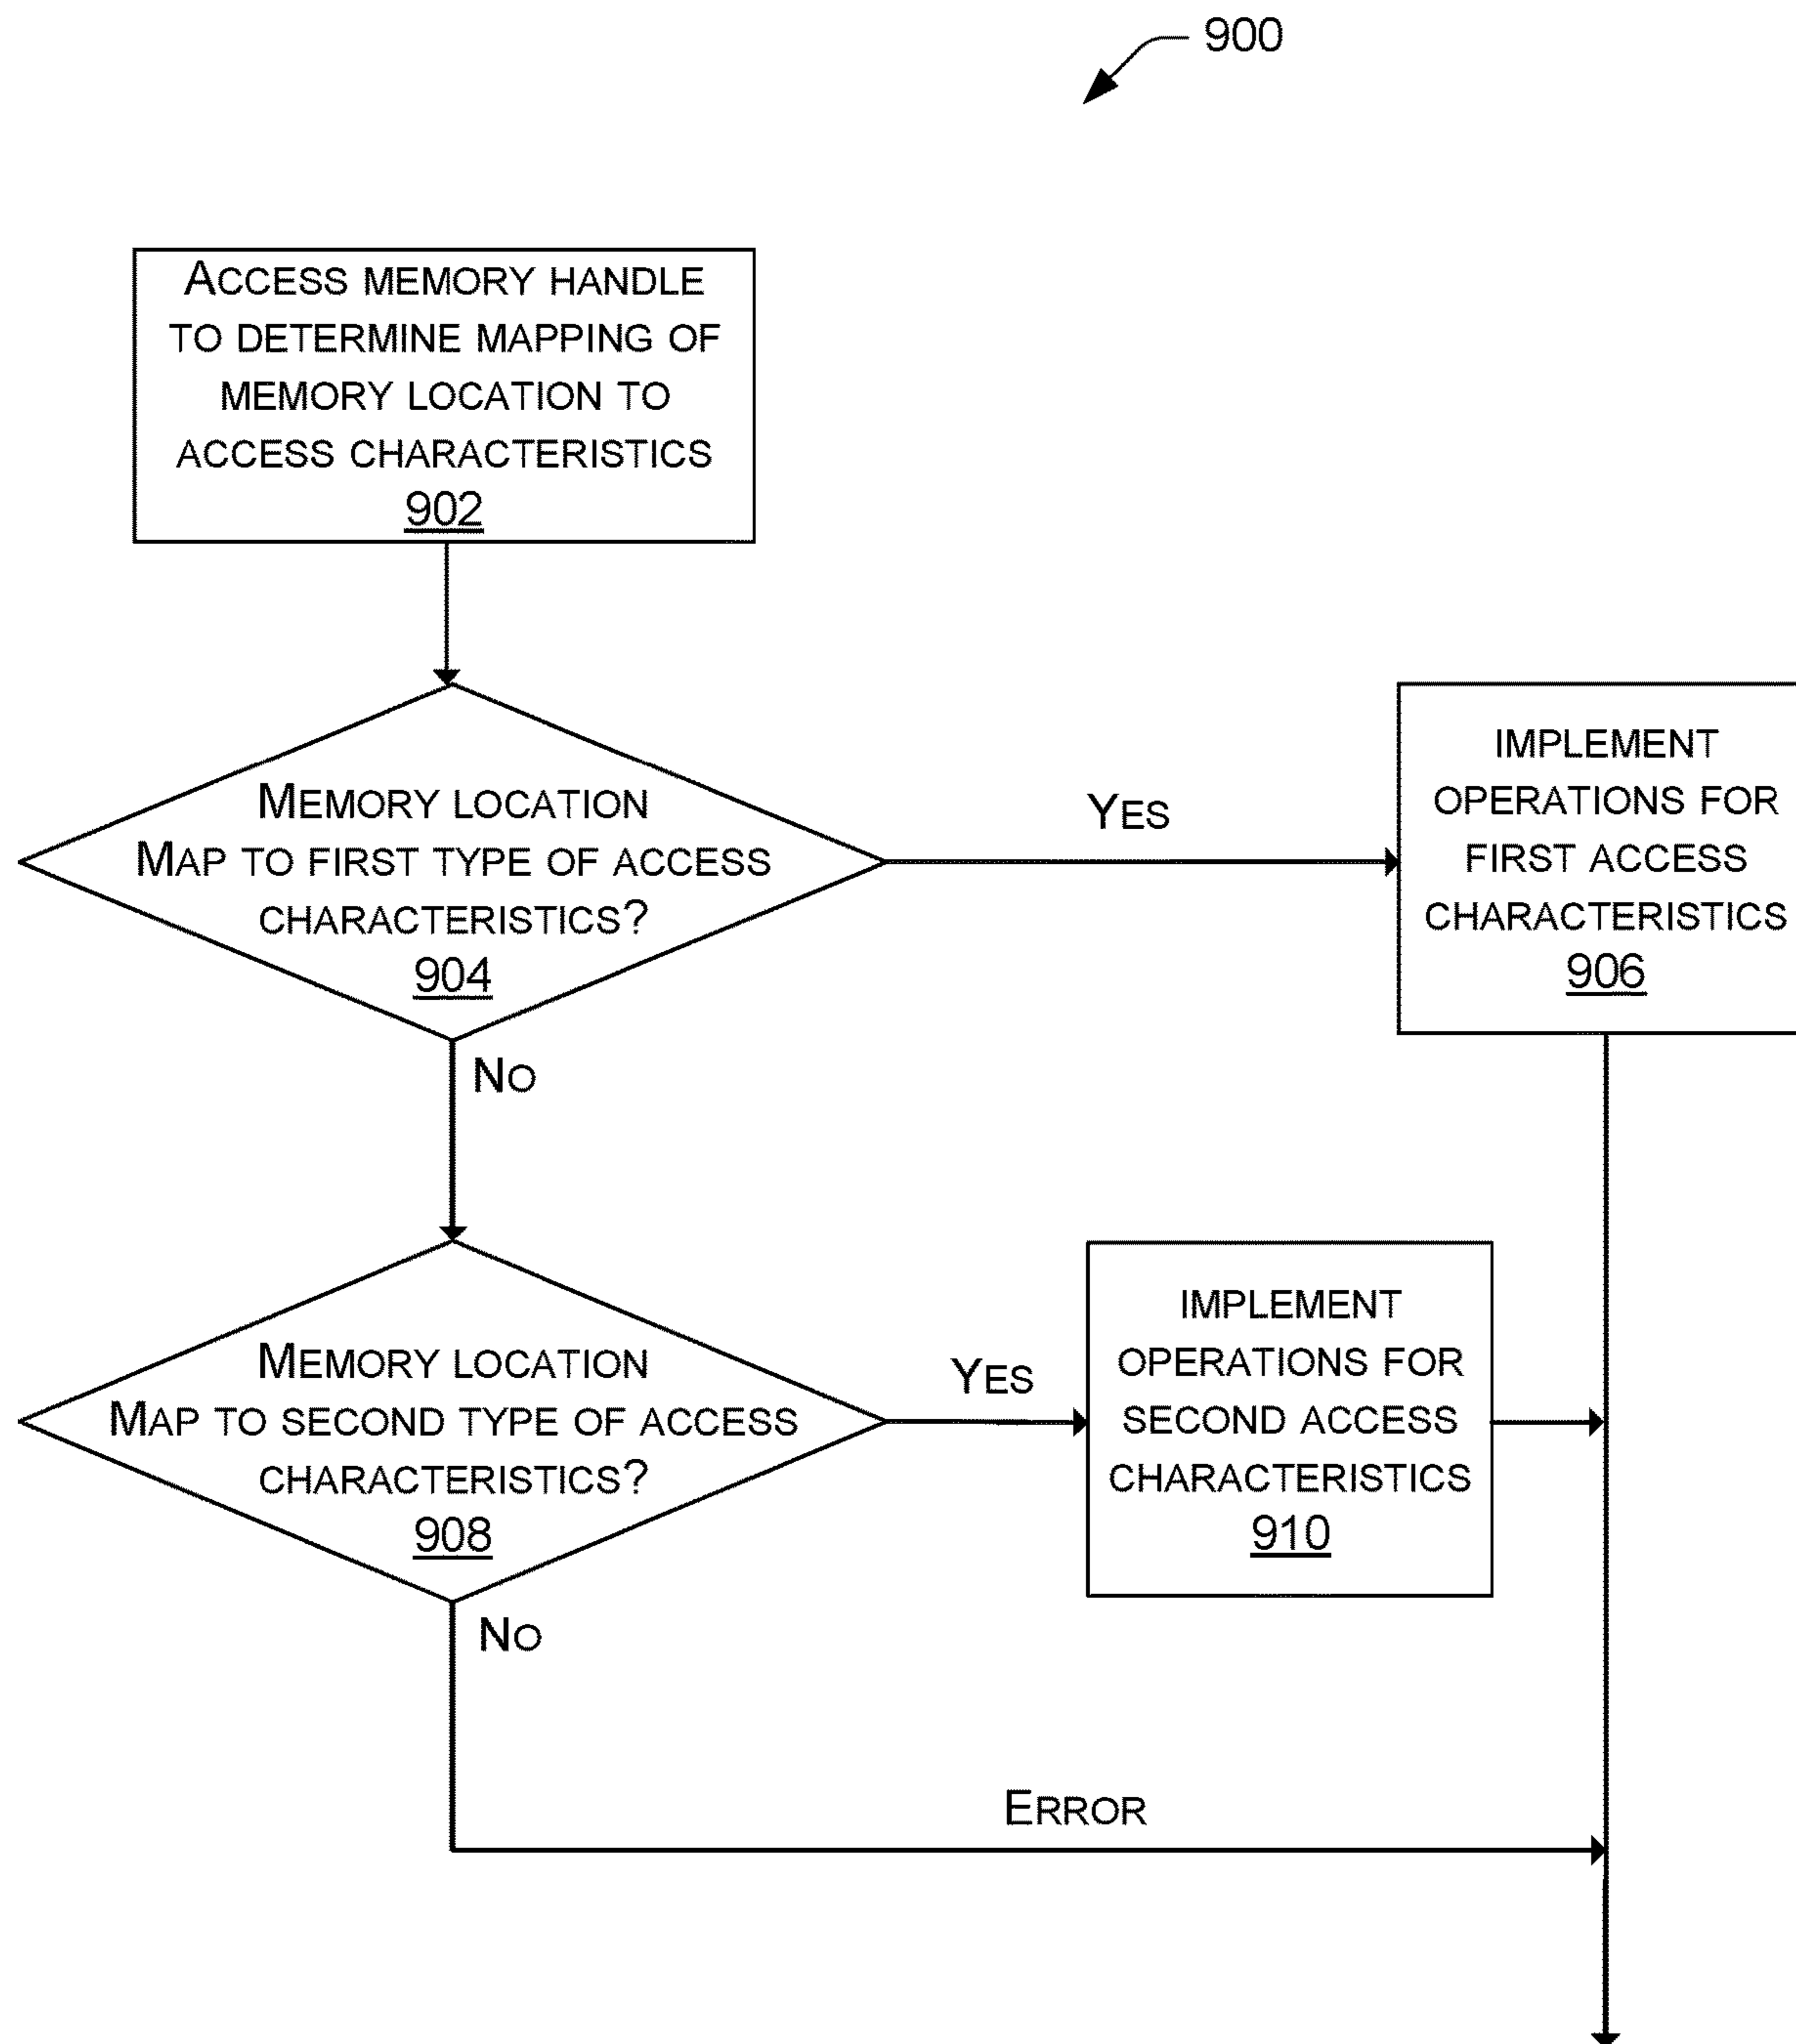 900
ACCESS MEMORY HANDLE
TO DETERMINE MAPPING OF
MEMORY LOCATION TO
ACCESS CHARACTERISTICS
902
MEMORY LOCATION
MAP TO FIRST TYPE OF ACCESS
CHARACTERISTICS?
904
YES
IMPLEMENT
OPERATIONS FOR
FIRST ACCESS
CHARACTERISTICS
906
NO
MEMORY LOCATION
MAP TO SECOND TYPE OF ACCESS
CHARACTERISTICS?
908
YES
IMPLEMENT
OPERATIONS FOR
SECOND ACCESS
CHARACTERISTICS
910
NO
ERROR